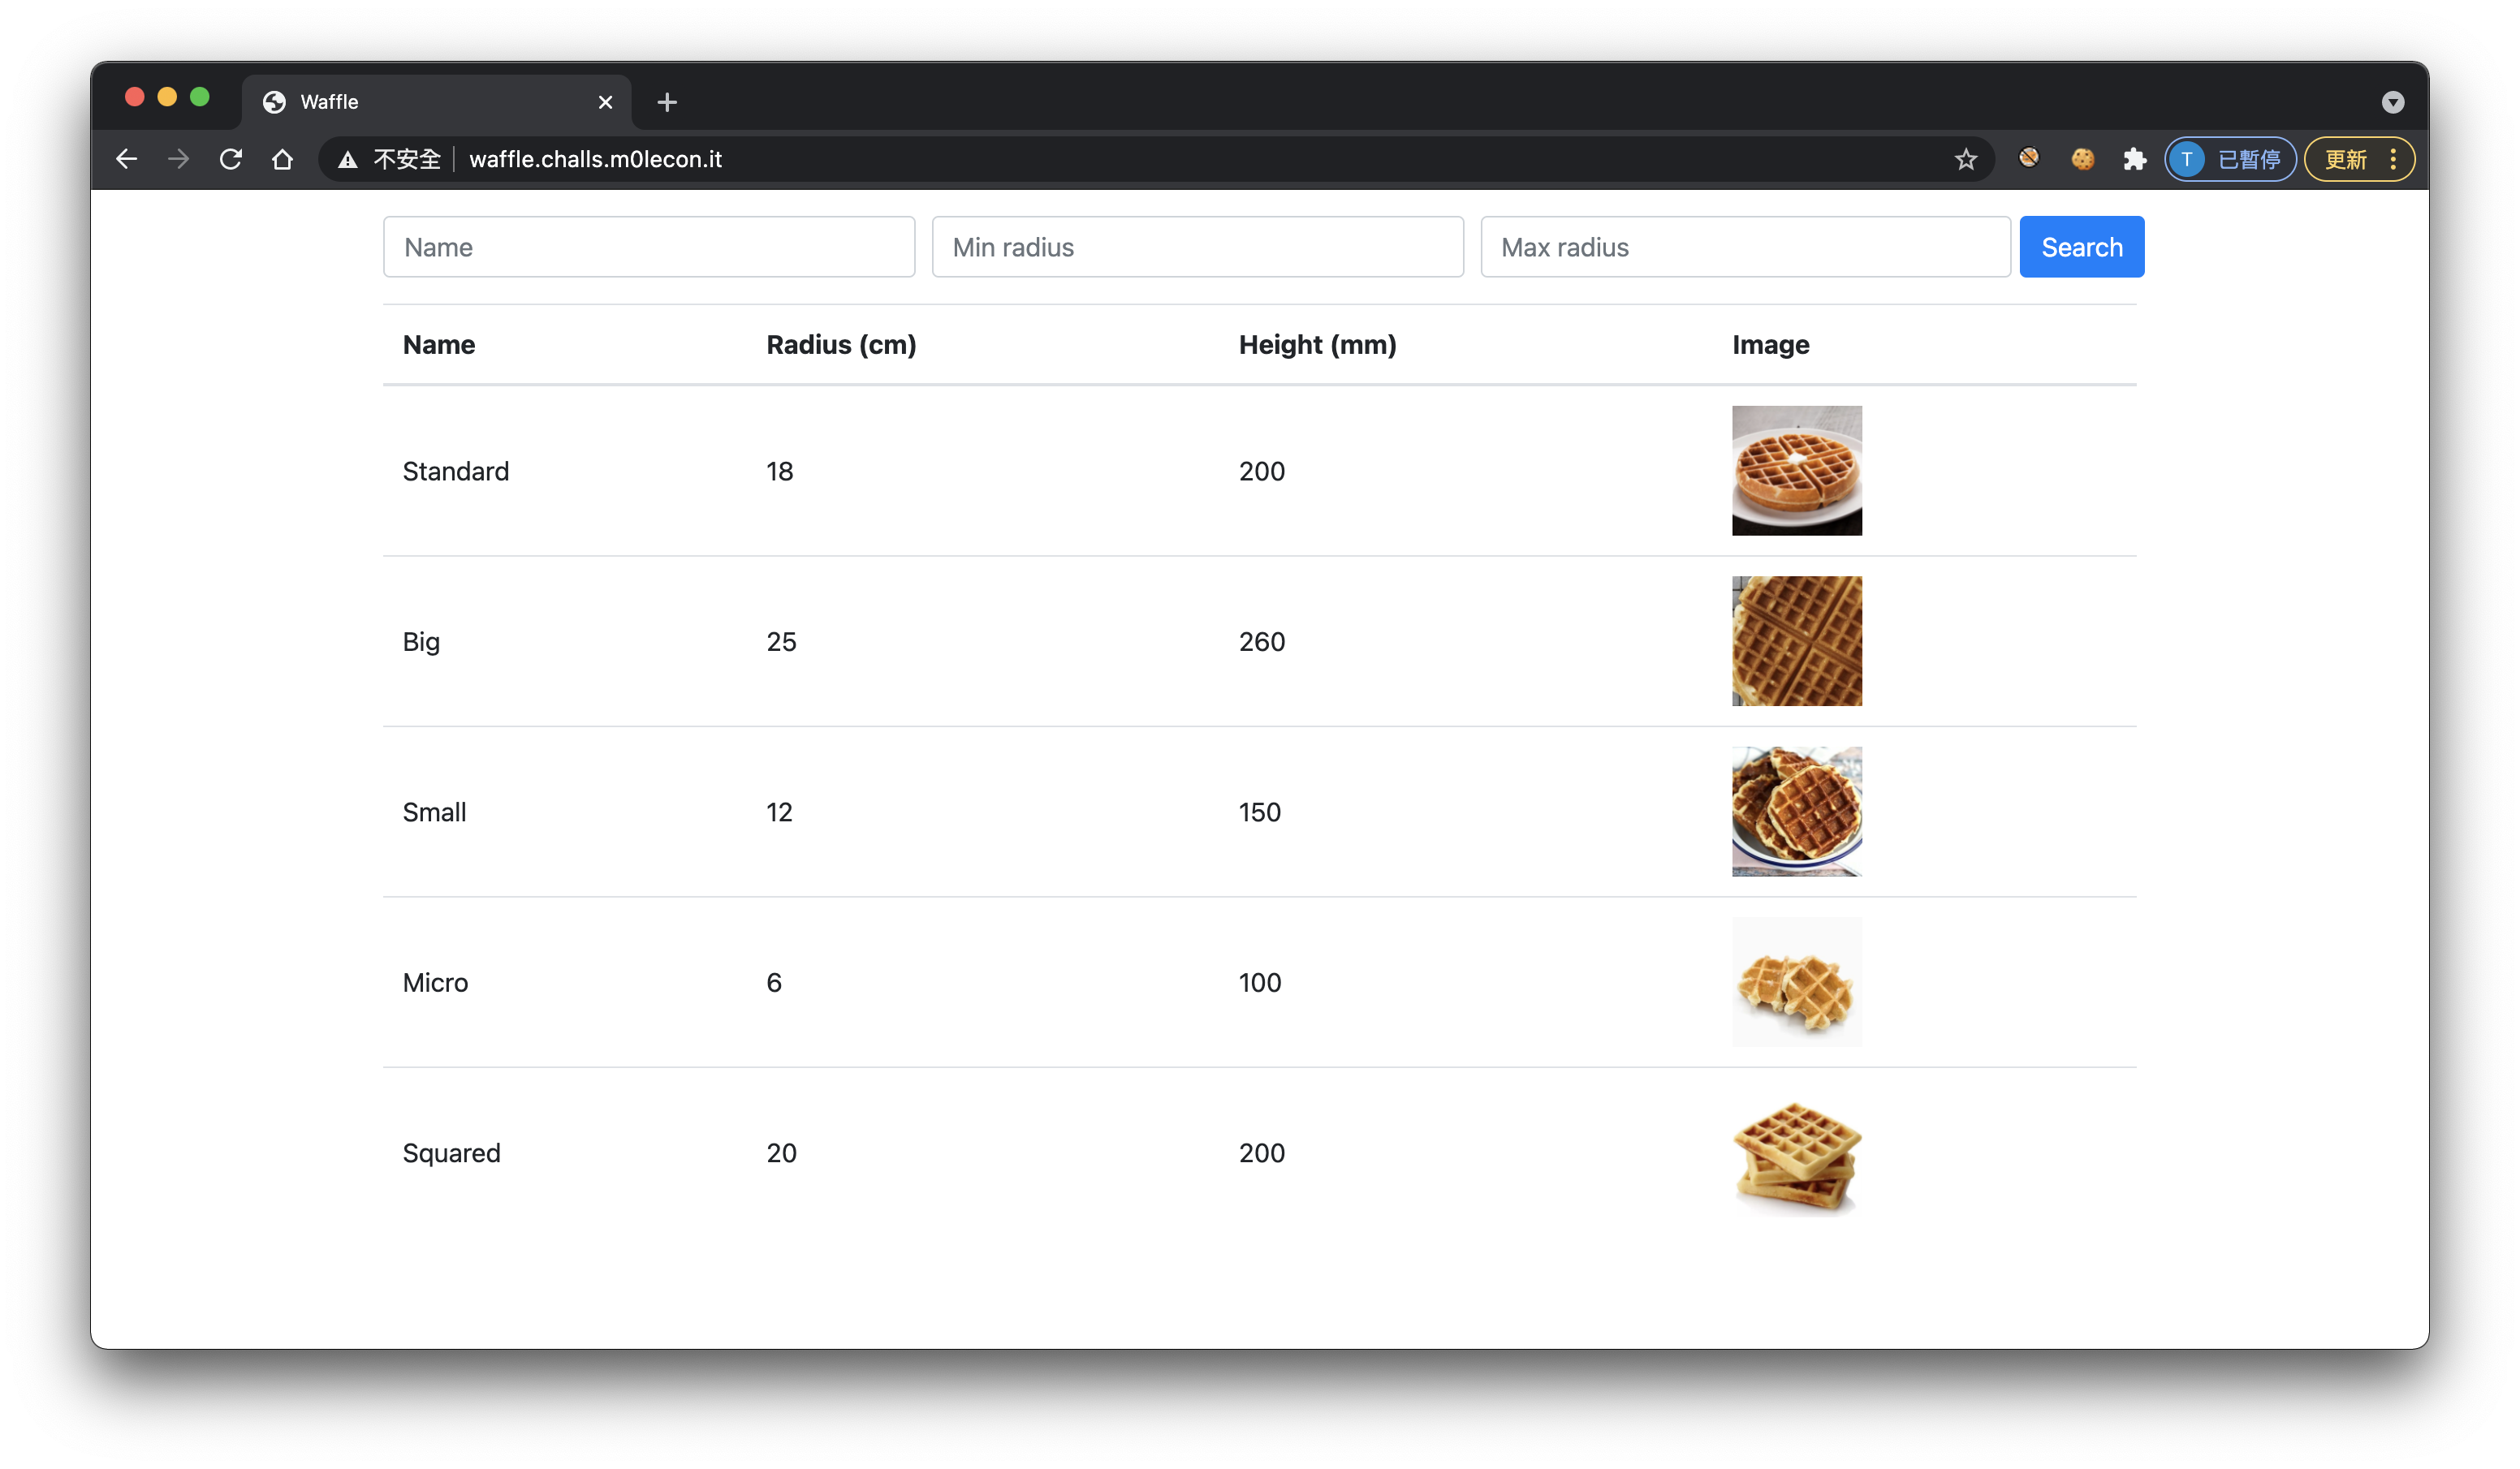 Waffle
不安全 waffle.challs.m0lecon.it T 已暫停 更新
Name Min radius Max radius Search
Name Radius (cm) Height (mm) Image
Standard 18 200
Big 25 260
Small 12 150
Micro 6 100
Squared 20 200